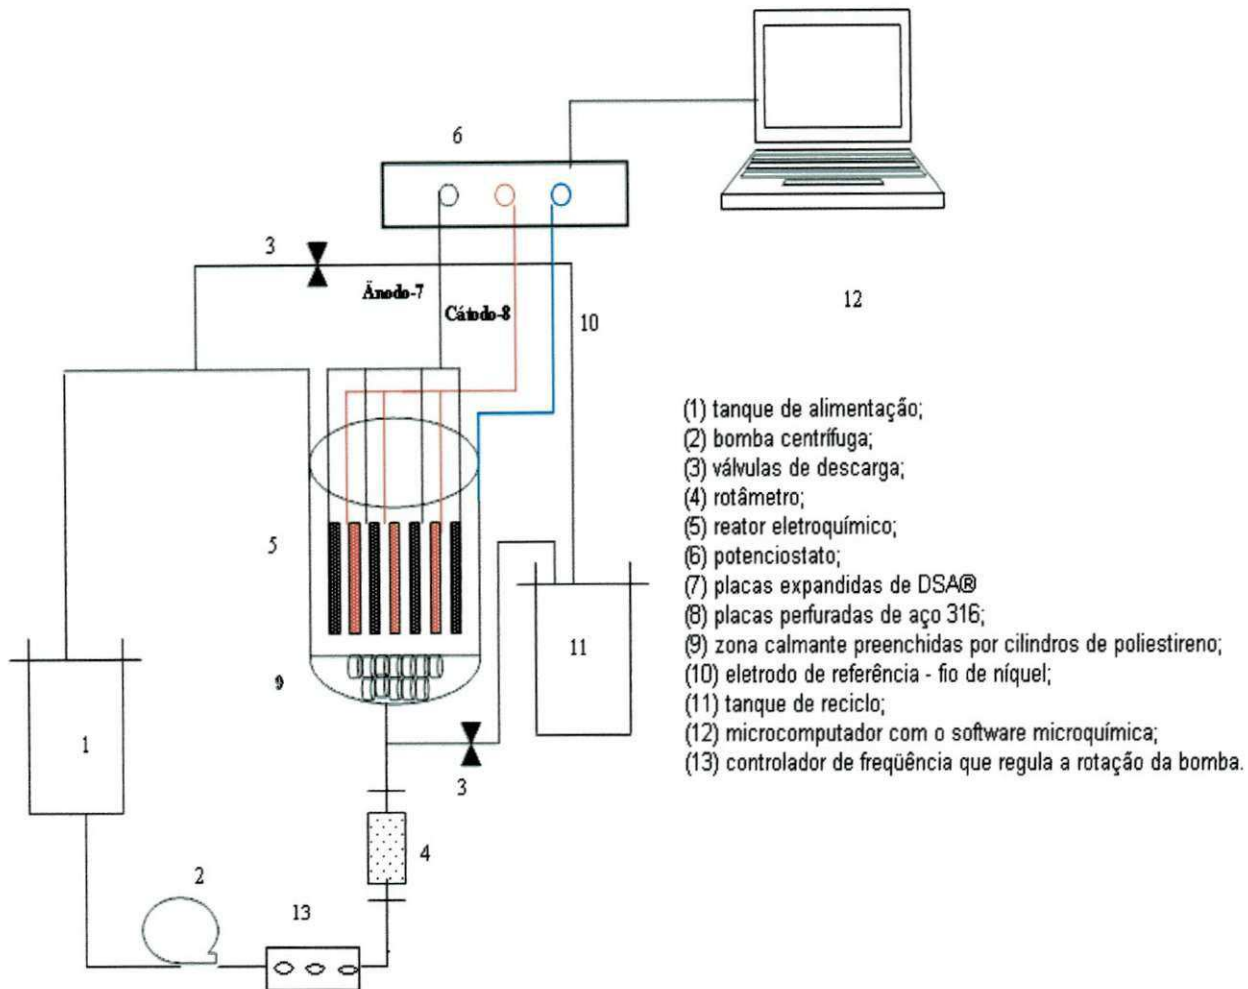 6
3
Änodo-7
Cátodo-8
10
12
(1) tanque de alimentação;
(2) bomba centrífuga;
(3) válvulas de descarga;
(4) rotâmetro;
(5) reator eletroquímico;
(6) potenciostato;
(7) placas expandidas de DSA®
(8) placas perfuradas de aço 316;
(9) zona calmante preenchidas por cilindros de poliestireno;
(10) eletrodo de referência - fio de níquel;
(11) tanque de reciclo;
(12) microcomputador com o software microquímica;
(13) controlador de freqüência que regula a rotação da bomba.
5
11
9
1
3
4
2
13